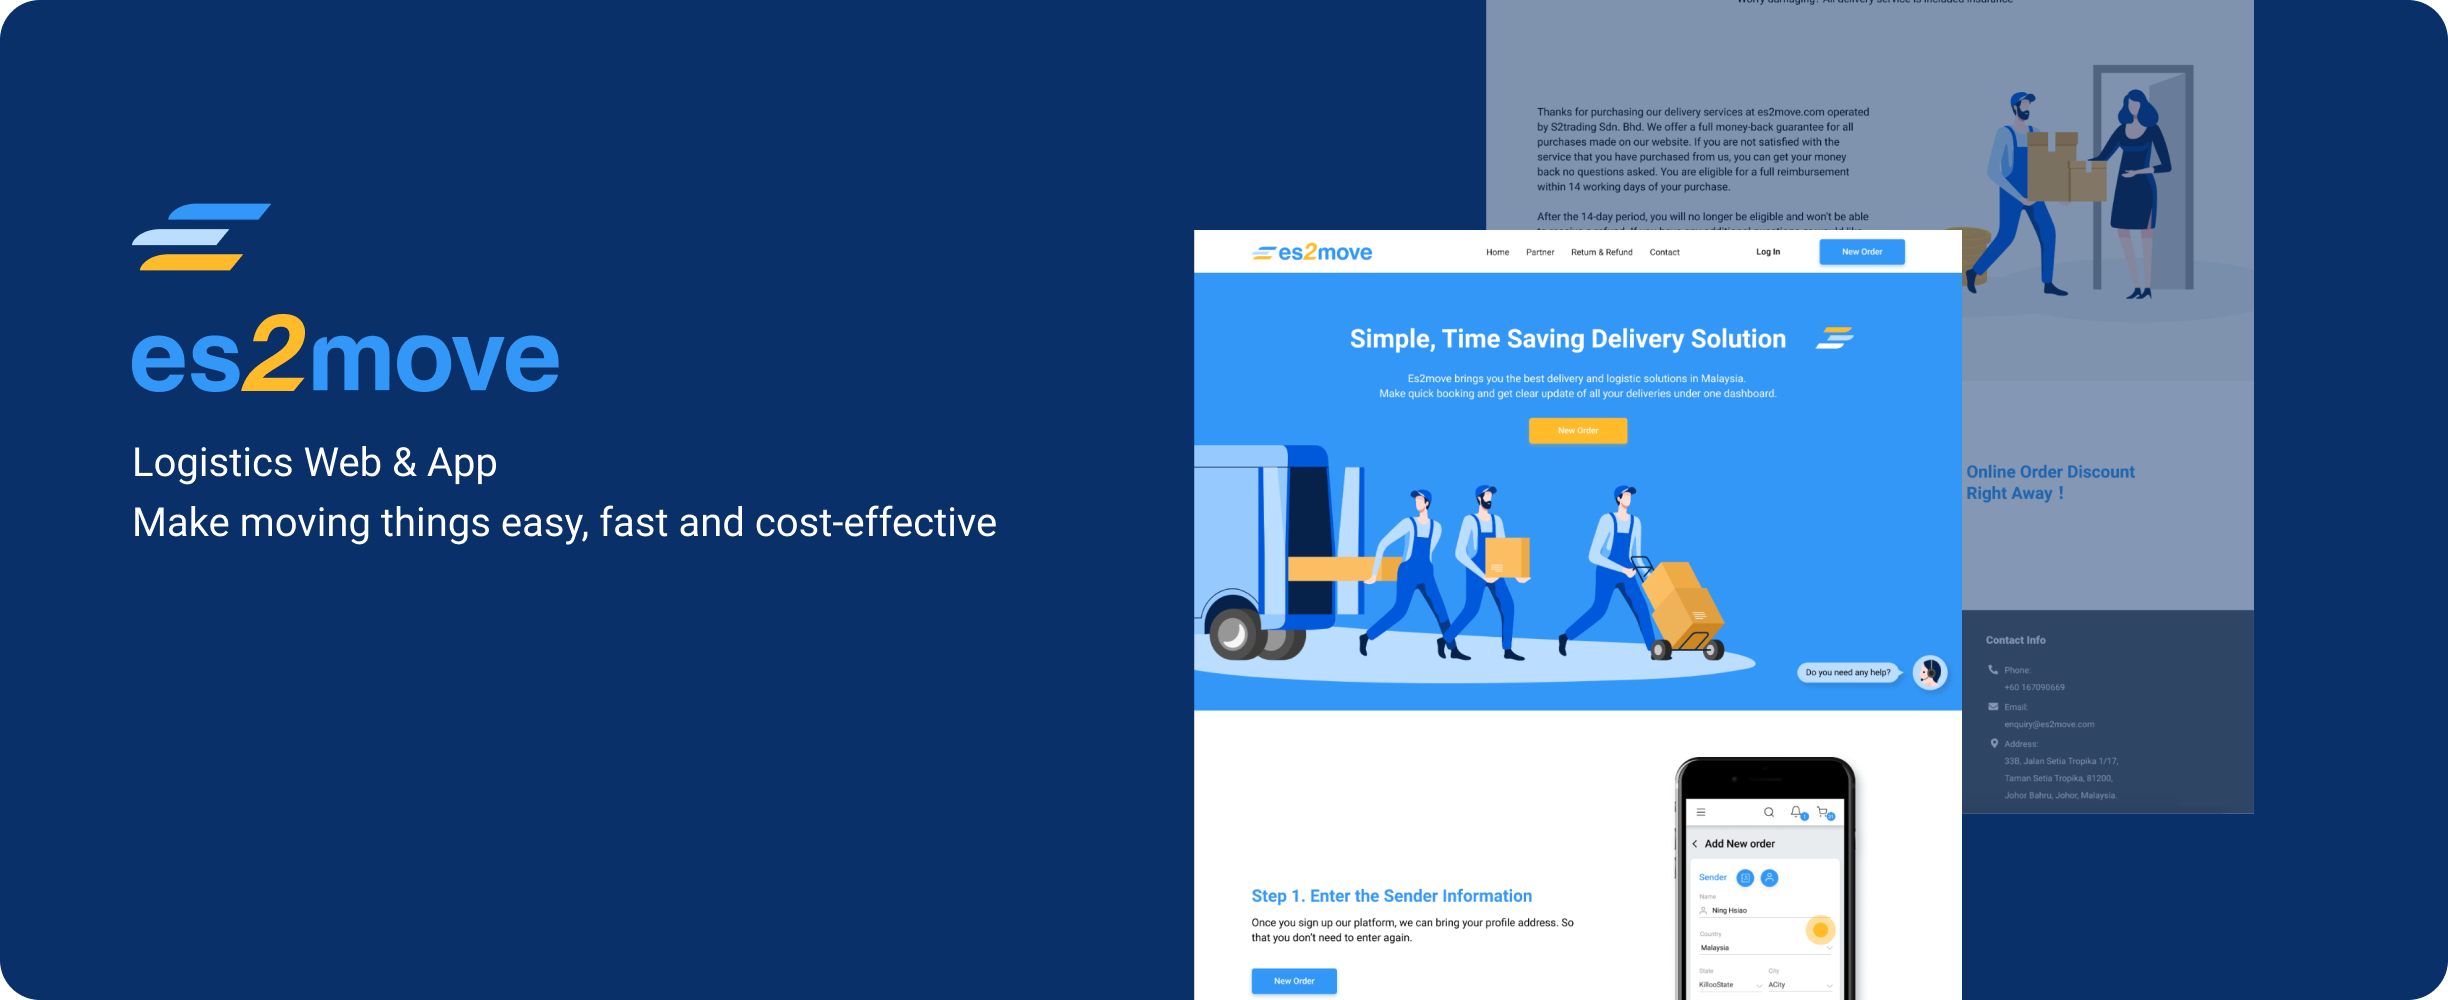 es2move
Logistics Web & App
Make moving things easy, fast and cost-effective
Thanks for purchasing our delivery services at es2move.com operated
by S2trading Sdn. Bhd. We offer a full money-back guarantee for all
purchases made on our website. If you are not satisfied with the
service that you have purchased from us, you can get your money
back no questions asked. You are eligible for a full reimbursement
within 14 working days of your purchase.
After the 14-day period, you will no longer be eligible and won't be able
es2move
Home Partner Return & Refund Contact Log In New Order
Simple, Time Saving Delivery Solution
Es2move brings you the best delivery and logistic solutions in Malaysia.
Make quick booking and get clear update of all your deliveries under one dashboard.
New Order
Do you need any help?
Online Order Discount
Right Away !
Contact Info
Phone:
+60 167090669
Email:
enquiry@es2move.com
Address:
33B, Jalan Setia Tropika 1/17,
Taman Setia Tropika, 81200,
Johor Bahru, Johor, Malaysia.
Step 1. Enter the Sender Information
Once you sign up our platform, we can bring your profile address. So
that you don't need to enter again.
New Order
Add New order
Sender
Name
Ning Hsiao
Country
Malaysia
State City
KillooState ACity